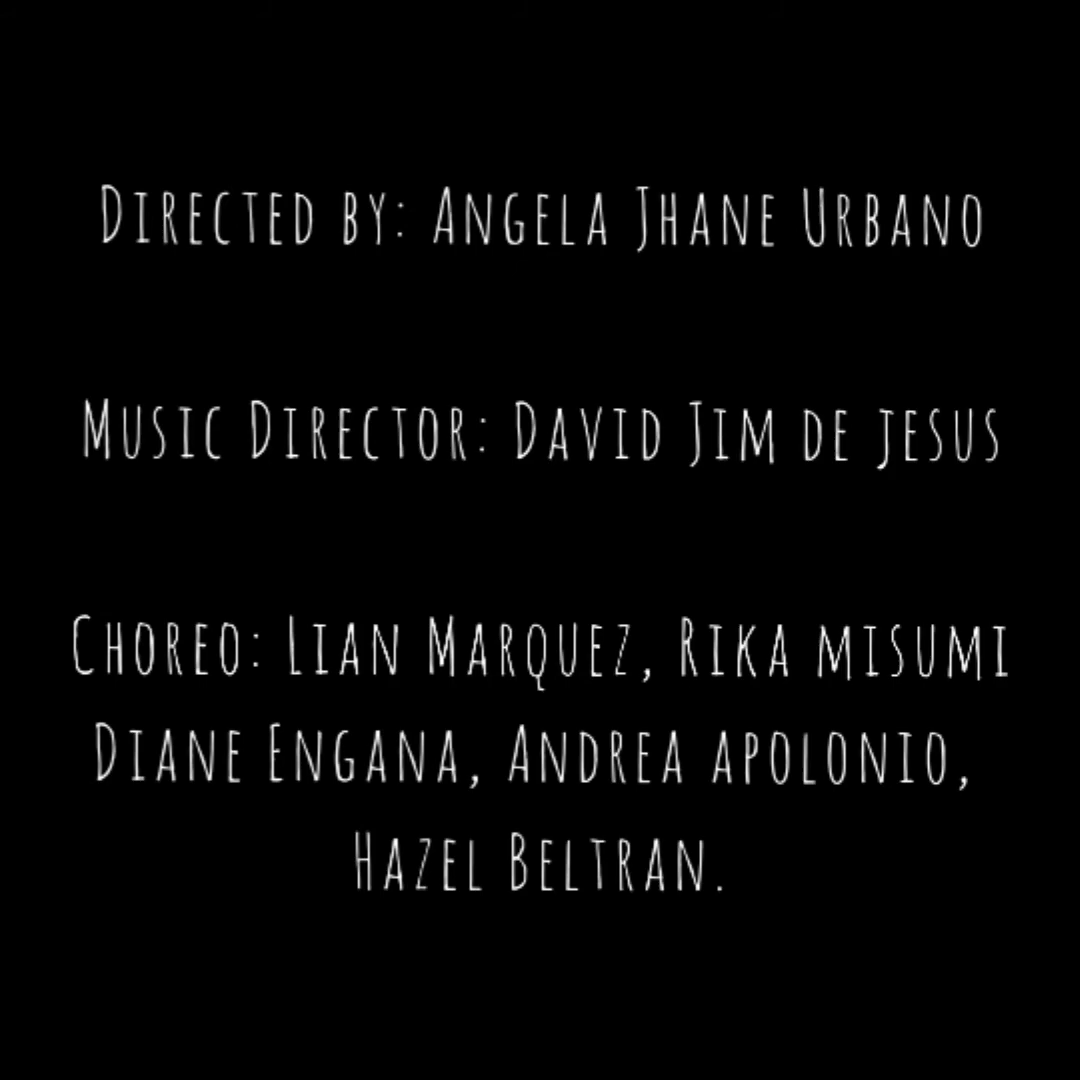 Directed by: Angela Jhane Urbano
Music Director: David Jim de jesus
Choreo: Lian Marquez, Rika misumi
Diane Engana, Andrea apolonio,
Hazel Beltran.